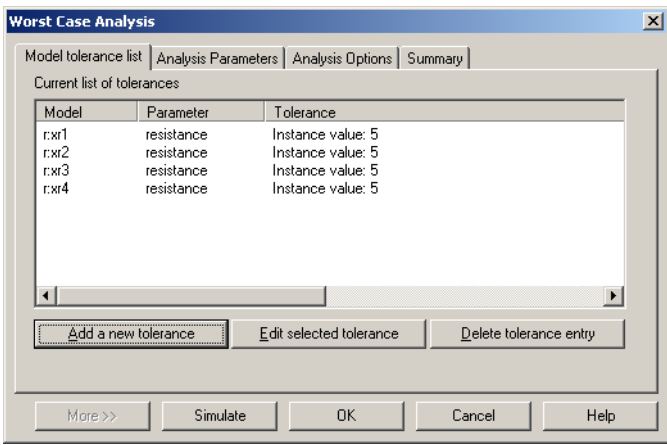 Worst Case Analysis
Model tolerance list Analysis Parameters Analysis Options Summary
Current list of tolerances
Model Parameter Tolerance
r:xr1 resistance Instance value: 5
r:xr2 resistance Instance value: 5
r:xr3 resistance Instance value: 5
r:xr4 resistance Instance value: 5
Add a new tolerance Edit selected tolerance Delete tolerance entry
More >> Simulate OK Cancel Help